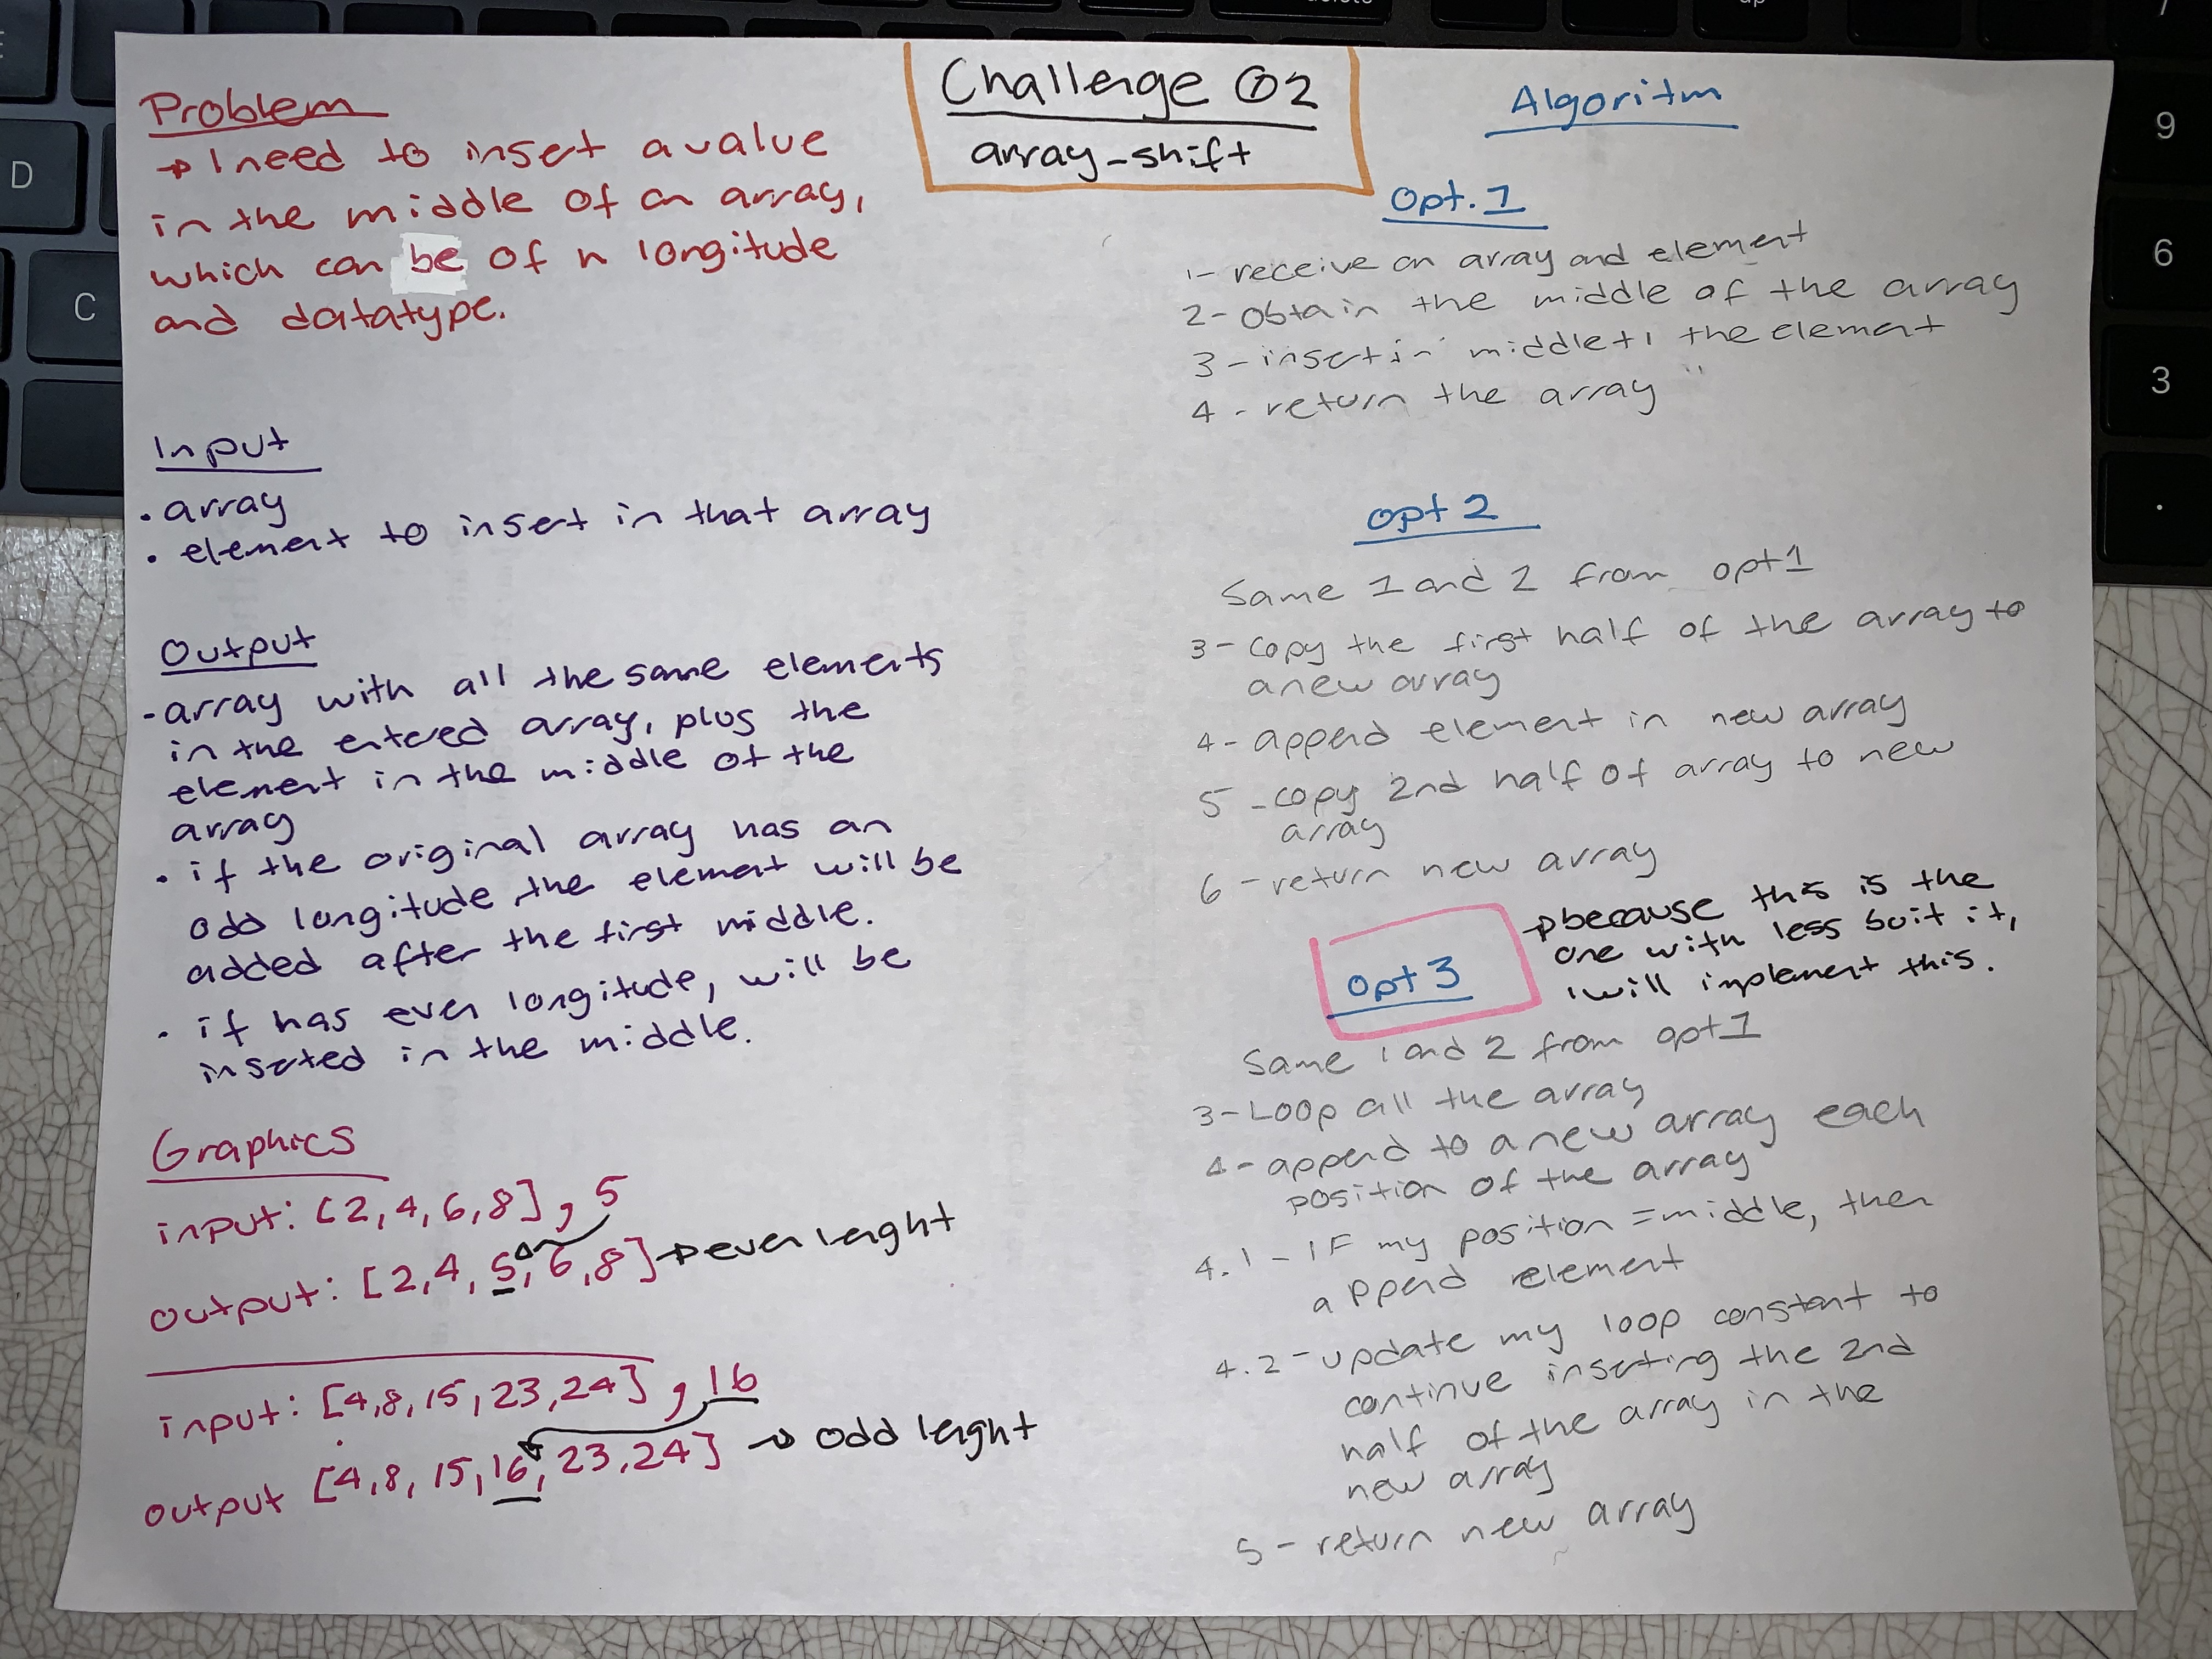 Challenge 02
array-shift
Problem
→ I need to insert a value
in the middle of an array,
which can be of n longitude
and datatype.
Input
• array
• element to insert in that array
Output
- array with all the same elements
in the entered array, plus the
element in the middle of the
array
• if the original array has an
odd longitude the element will be
added after the first middle.
• if has even longitude, will be
inserted in the middle.
Graphics
input: [2,4,6,8], 5
output: [2,4,5,6,8] → even lenght
input: [4,8,15,23,24], 16
output [4,8,15,16,23,24] → odd lenght
Algoritm
Opt. 1
1- receive an array and element
2- obtain the middle of the array
3- insert in middle+1 the element
4- return the array
opt 2
Same 1 and 2 from opt1
3- copy the first half of the array to
a new array
4- append element in new array
5- copy 2nd half of array to new
array
6- return new array
opt 3
→ because this is the
one with less buit it,
I will implement this.
Same 1 and 2 from opt1
3- Loop all the array
4- append to a new array each
position of the array
4.1- IF my position = middle, then
append element
4.2- update my loop constant to
continue inserting the 2nd
half of the array in the
new array
5- return new array
delete
up
D
C
7
9
6
3
.